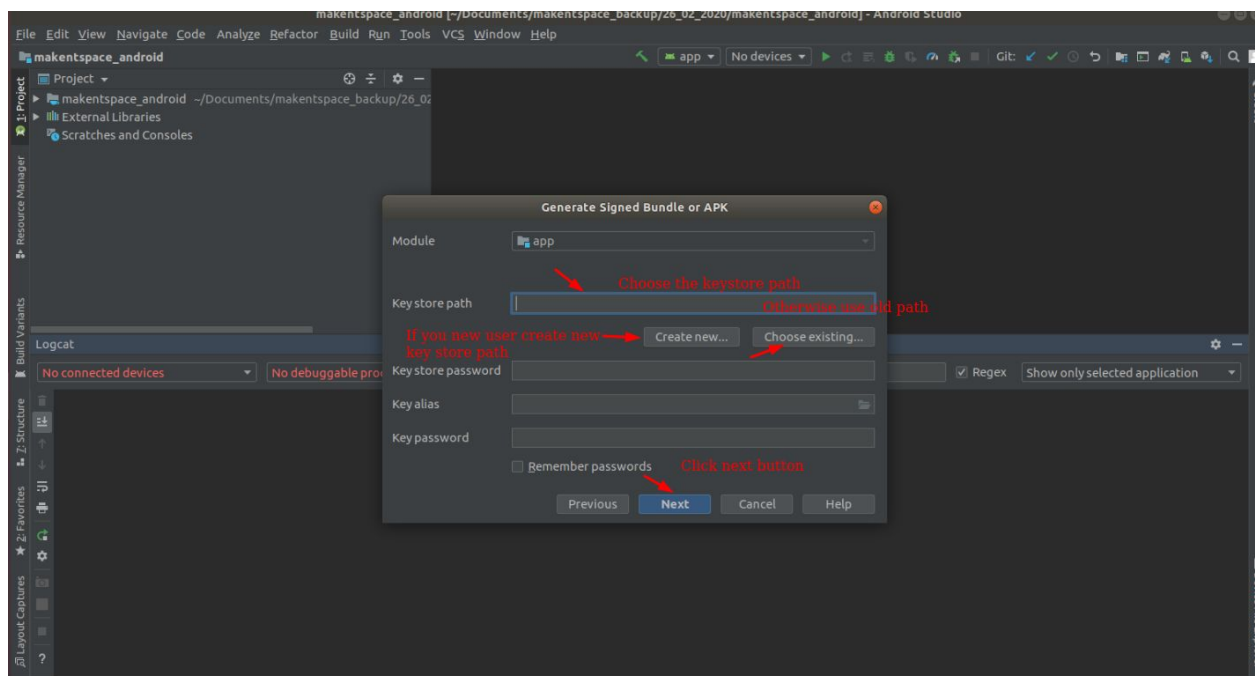 makentspace_android [~/Documents/makentspace_backup/26_02_2020/makentspace_android] - Android Studio
File Edit View Navigate Code Analyze Refactor Build Run Tools VCS Window Help
makentspace_android
app
No devices
Git:
1: Project
Project
makentspace_android ~/Documents/makentspace_backup/26_02
External Libraries
Scratches and Consoles
Resource Manager
Build Variants
Generate Signed Bundle or APK
Module
app
Choose the keystore path
Key store path
Otherwise use old path
If you new user create new
key store path
Create new...
Choose existing...
Logcat
No connected devices
No debuggable pro
Regex
Show only selected application
Key store password
Key alias
Key password
Remember passwords
Click next button
Previous
Next
Cancel
Help
Z: Structure
2: Favorites
Layout Captures
?